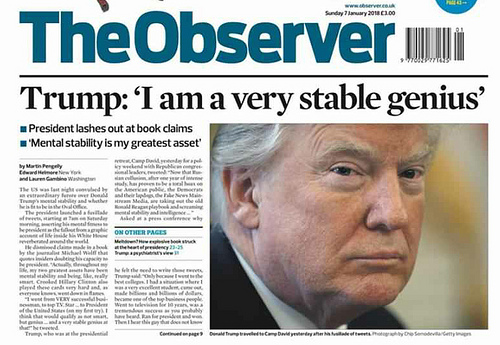 PAGE 43
www.observer.co.uk
Sunday 7 January 2018 £3.00
The Observer
01
9 770029 771625
Trump: ‘I am a very stable genius’
■ President lashes out at book claims
■ ‘Mental stability is my greatest asset’
by Martin Pengelly
Edward Helmore New York
and Lauren Gambino Washington
The US was last night convulsed by
an extraordinary furore over Donald
Trump's mental stability and whether
he is fit to be in the Oval Office.
The president launched a fusillade
of tweets, starting at 7am on Saturday
morning, asserting his mental fitness to
be president as the fallout from a graphic
account of life inside his White House
reverberated around the world.
He dismissed claims made in a book
by the journalist Michael Wolff that
quotes insiders doubting his capacity to
be president. “Actually, throughout my
life, my two greatest assets have been
mental stability and being, like, really
smart. Crooked Hillary Clinton also
played these cards very hard and, as
everyone knows, went down in flames.
“I went from VERY successful busi-
nessman, to top TV Star ... to President
of the United States (on my first try). I
think that would qualify as not smart,
but genius ... and a very stable genius at
that!” he tweeted.
Trump, who was at the presidential
retreat, Camp David, yesterday for a pol-
icy weekend with Republican congres-
sional leaders, tweeted: “Now that Rus-
sian collusion, after one year of intense
study, has proven to be a total hoax on
the American public, the Democrats
and their lapdogs, the Fake News Main-
stream Media, are taking out the old
Ronald Reagan playbook and screaming
mental stability and intelligence ...”
Asked at a press conference why
ON OTHER PAGES
Meltdown? How explosive book struck
at the heart of presidency 23-25
Trump a psychiatrist's view 31
he felt the need to write those tweets,
Trump said: “Only because I went to the
best colleges. I had a situation where I
was a very excellent student, came out,
made billions and billions of dollars,
became one of the top business people.
Went to television for 10 years, was a
tremendous success as you probably
have heard. Ran for president and won.
Then I hear this guy that does not know
Continued on page 9
Donald Trump travelled to Camp David yesterday after his fusillade of tweets. Photograph by Chip Somodevilla/Getty Images